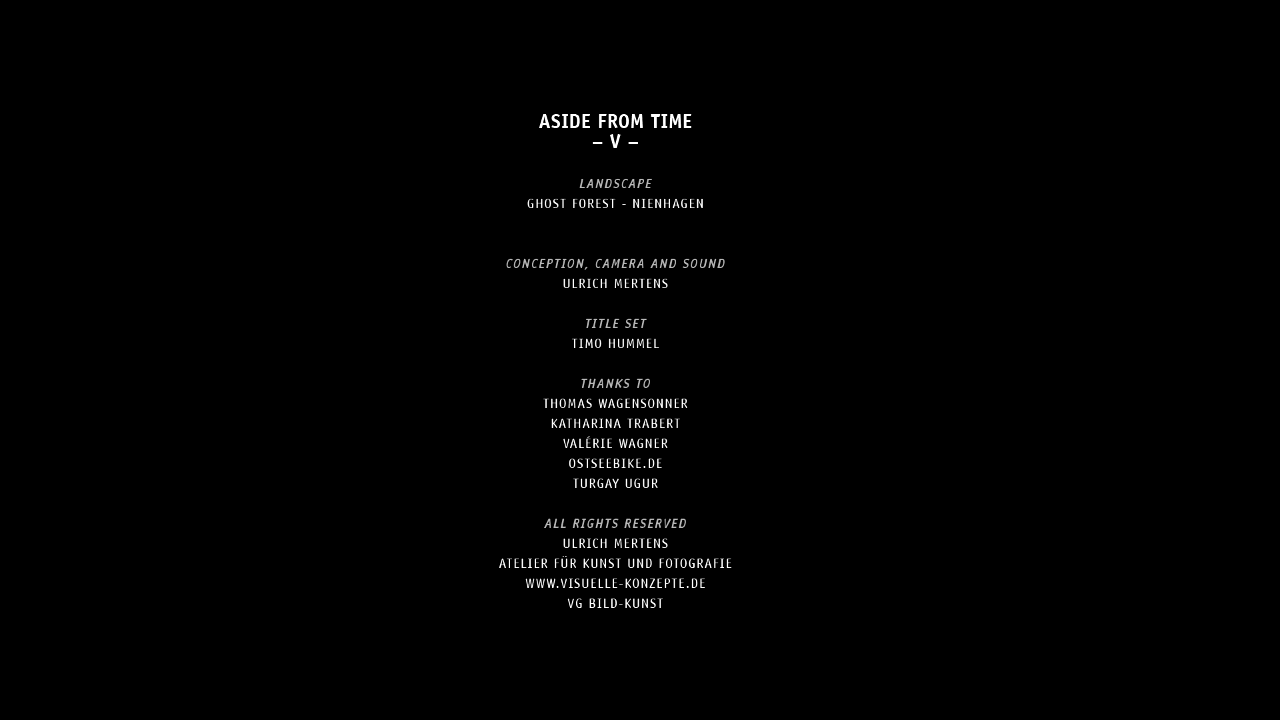 ASIDE FROM TIME
– V –
LANDSCAPE
GHOST FOREST - NIENHAGEN
CONCEPTION, CAMERA AND SOUND
ULRICH MERTENS
TITLE SET
TIMO HUMMEL
THANKS TO
THOMAS WAGENSONNER
KATHARINA TRABERT
VALÉRIE WAGNER
OSTSEEBIKE.DE
TURGAY UGUR
ALL RIGHTS RESERVED
ULRICH MERTENS
ATELIER FÜR KUNST UND FOTOGRAFIE
WWW.VISUELLE-KONZEPTE.DE
VG BILD-KUNST